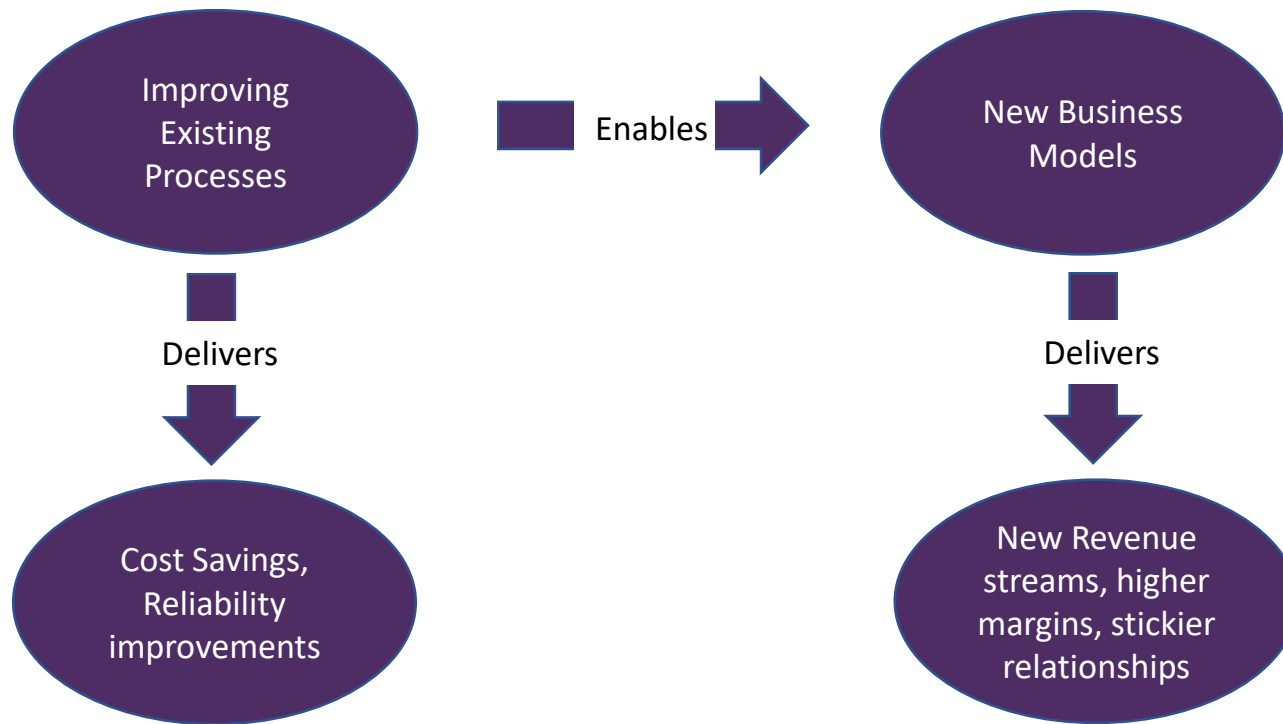 Improving
Existing
Processes
Enables
New Business
Models
Delivers
Delivers
Cost Savings,
Reliability
improvements
New Revenue
streams, higher
margins, stickier
relationships